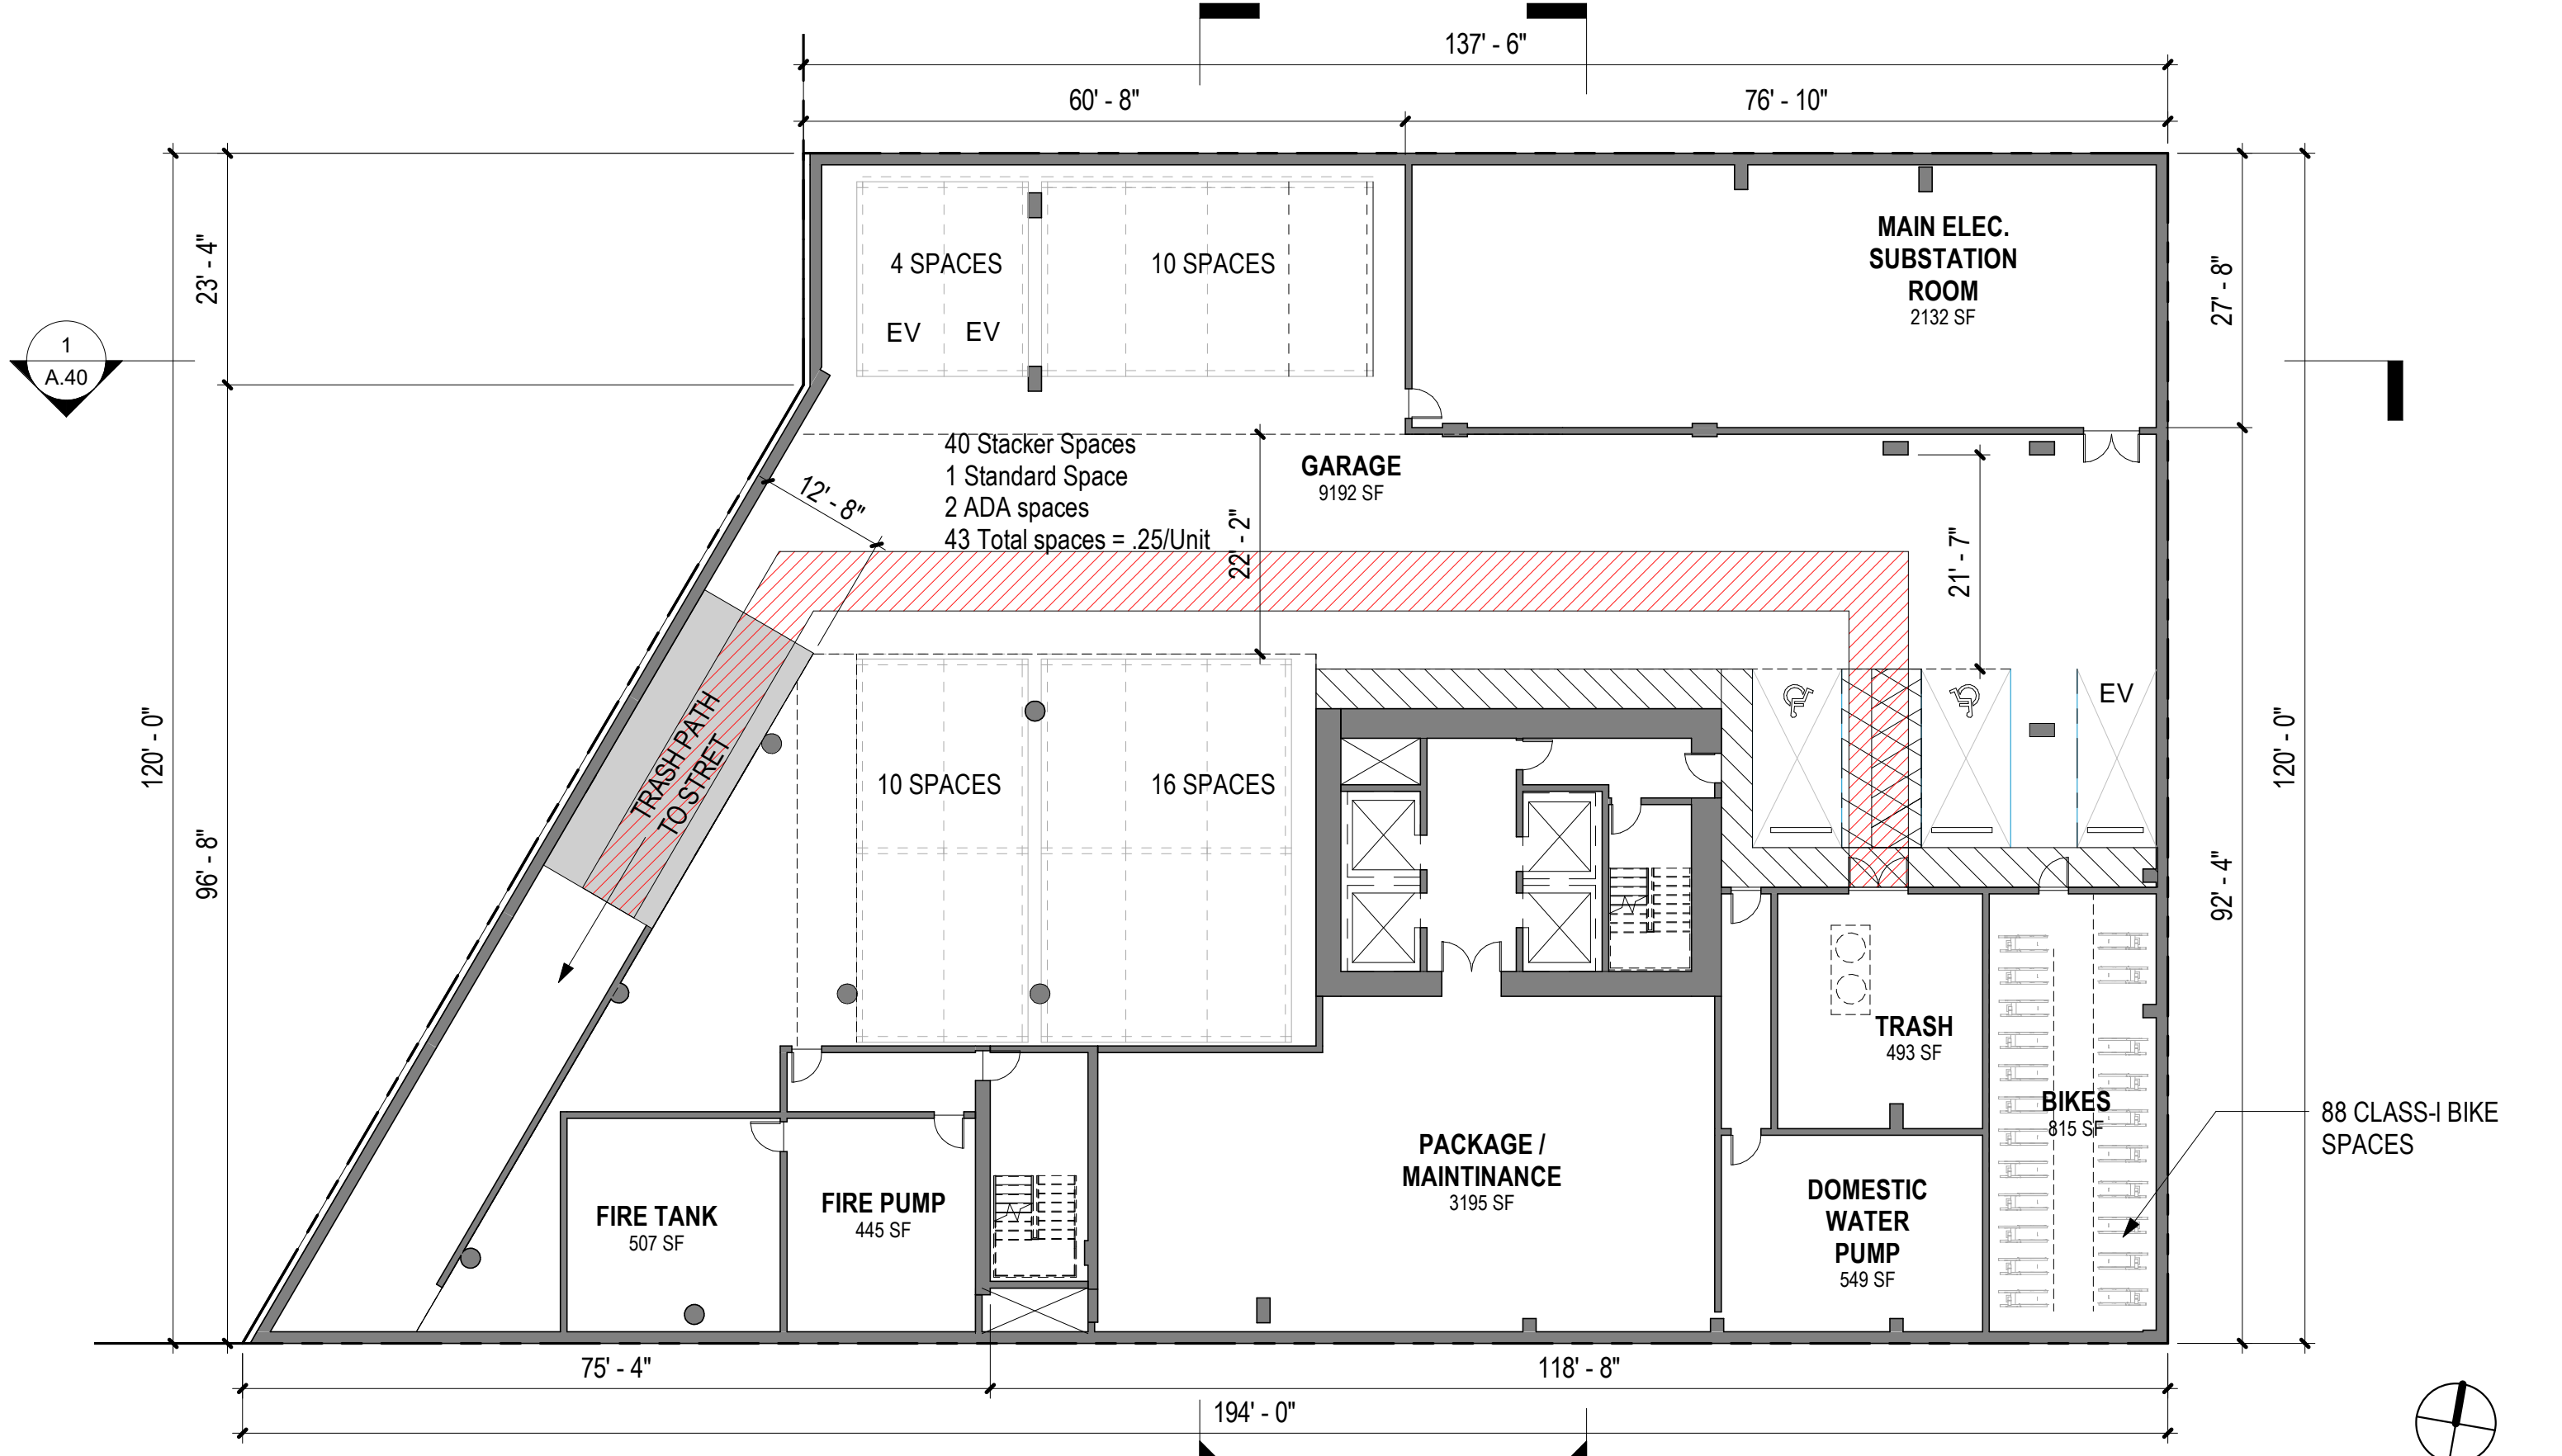 137' - 6"
60' - 8"
76' - 10"
23' - 4"
120' - 0"
96' - 8"
1
A.40
4 SPACES
10 SPACES
EV
EV
MAIN ELEC.
SUBSTATION
ROOM
2132 SF
27' - 8"
40 Stacker Spaces
1 Standard Space
2 ADA spaces
43 Total spaces = .25/Unit
12' - 8"
22' - 2"
GARAGE
9192 SF
21' - 7"
EV
120' - 0"
92' - 4"
TRASH PATH
TO STRET
10 SPACES
16 SPACES
TRASH
493 SF
BIKES
815 SF
88 CLASS-I BIKE
SPACES
FIRE TANK
507 SF
FIRE PUMP
445 SF
PACKAGE /
MAINTINANCE
3195 SF
DOMESTIC
WATER
PUMP
549 SF
75' - 4"
118' - 8"
194' - 0"